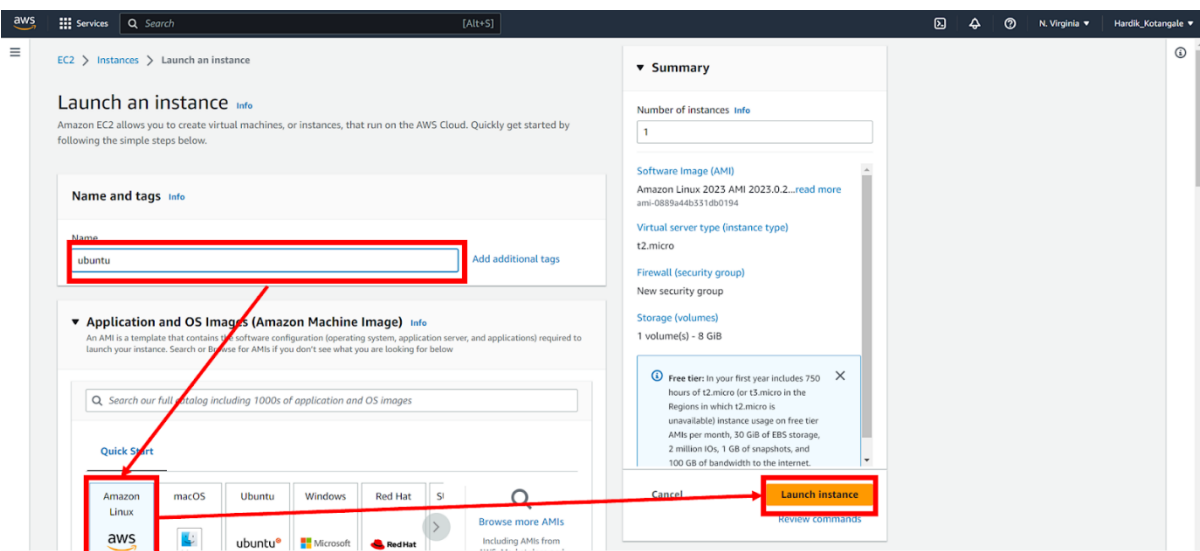 aws
Services
Search
[Alt+S]
N. Virginia
Hardik_Kotangale
EC2 > Instances > Launch an instance
Launch an instance Info
Amazon EC2 allows you to create virtual machines, or instances, that run on the AWS Cloud. Quickly get started by
following the simple steps below.
Name and tags Info
Name
ubuntu
Add additional tags
Application and OS Images (Amazon Machine Image) Info
An AMI is a template that contains the software configuration (operating system, application server, and applications) required to
launch your instance. Search or Browse for AMIs if you don't see what you are looking for
below
Search our full catalog including 1000s of application and OS images
Quick Start
Amazon
Linux
aws
macOS
Ubuntu
ubuntu
Windows
Microsoft
Red Hat
Red Hat
Browse more AMIs
Including AMIs from
Summary
Number of instances Info
1
Software Image (AMI)
Amazon Linux 2023 AMI 2023.0.2...read more
ami-0889a44b331db0194
Virtual server type (instance type)
t2.micro
Firewall (security group)
New security group
Storage (volumes)
1 volume(s) - 8 GiB
Free tier: In your first year includes 750
hours of t2.micro (or t3.micro in the
Regions in which t2.micro is
unavailable) instance usage on free tier
AMIs per month, 30 GiB of EBS storage,
2 million IOs, 1 GB of snapshots, and
100 GB of bandwidth to the internet.
Cancel
Launch instance
Review commands